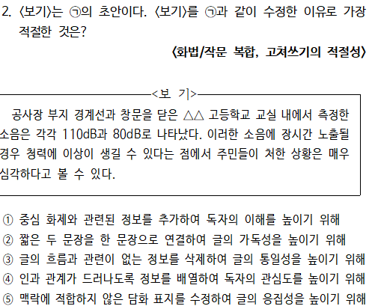 2. <보기>는 ㉠의 초안이다. <보기>를 ㉠과 같이 수정한 이유로 가장
적절한 것은?
<화법/작문 복합, 고쳐쓰기의 적절성>
<보 기>
공사장 부지 경계선과 창문을 닫은 △△ 고등학교 교실 내에서 측정한
소음은 각각 110dB과 80dB로 나타났다. 이러한 소음에 장시간 노출될
경우 청력에 이상이 생길 수 있다는 점에서 주민들이 처한 상황은 매우
심각하다고 볼 수 있다.
① 중심 화제와 관련된 정보를 추가하여 독자의 이해를 높이기 위해
② 짧은 두 문장을 한 문장으로 연결하여 글의 가독성을 높이기 위해
③ 글의 흐름과 관련이 없는 정보를 삭제하여 글의 통일성을 높이기 위해
④ 인과 관계가 드러나도록 정보를 배열하여 독자의 관심도를 높이기 위해
⑤ 맥락에 적합하지 않은 담화 표지를 수정하여 글의 응집성을 높이기 위해